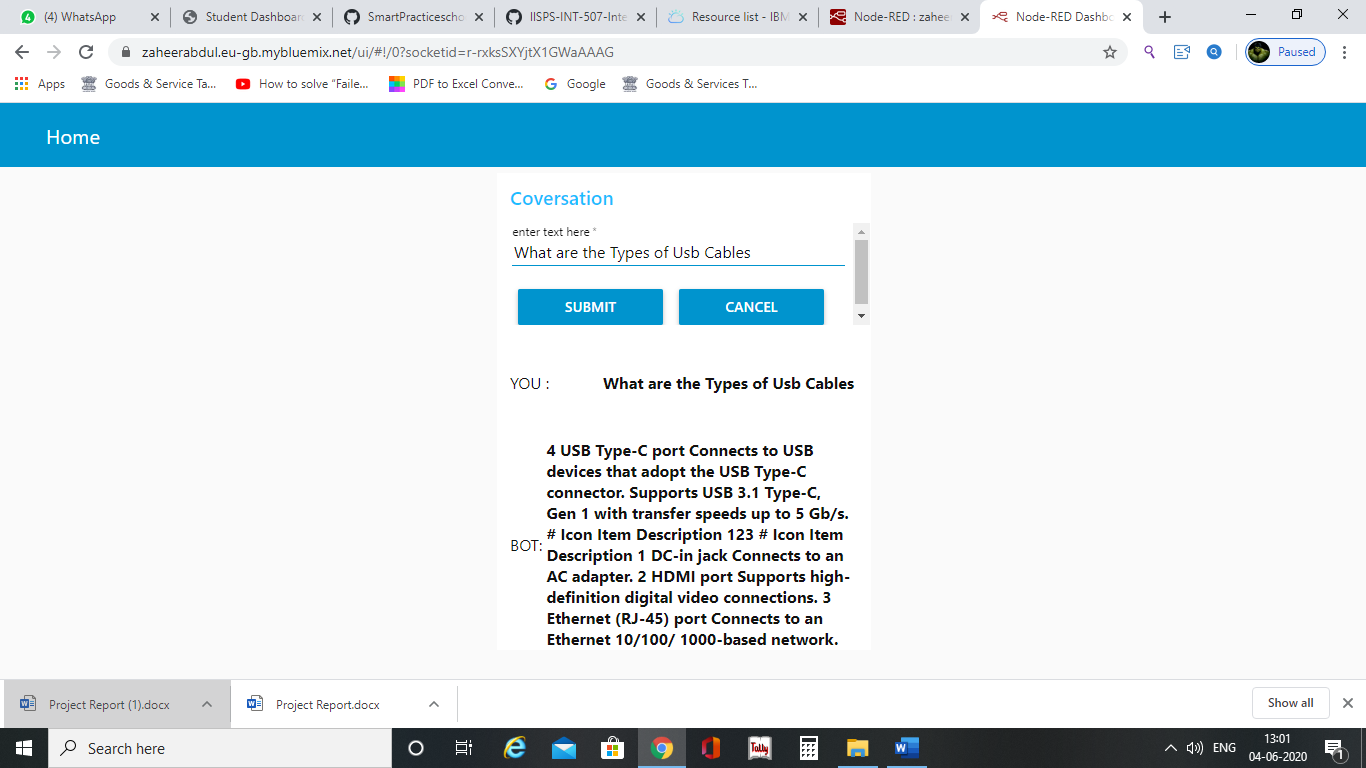 (4) WhatsApp
Student Dashboard
SmartPracticescho
IISPS-INT-507-Inte
Resource list - IBM
Node-RED : zaheer
Node-RED Dashbo
zaheerabdul.eu-gb.mybluemix.net/ui/#!/0?socketid=r-rxksSXYjtX1GWaAAAG
Paused
Apps
Goods & Service Ta...
How to solve “Faile...
PDF to Excel Conve...
Google
Goods & Services T...
Home
Coversation
enter text here *
What are the Types of Usb Cables
SUBMIT
CANCEL
YOU :
What are the Types of Usb Cables
BOT:
4 USB Type-C port Connects to USB
devices that adopt the USB Type-C
connector. Supports USB 3.1 Type-C,
Gen 1 with transfer speeds up to 5 Gb/s.
# Icon Item Description 123 # Icon Item
Description 1 DC-in jack Connects to an
AC adapter. 2 HDMI port Supports high-
definition digital video connections. 3
Ethernet (RJ-45) port Connects to an
Ethernet 10/100/ 1000-based network.
Project Report (1).docx
Project Report.docx
Show all
Search here
Tally
ENG
13:01
04-06-2020
1